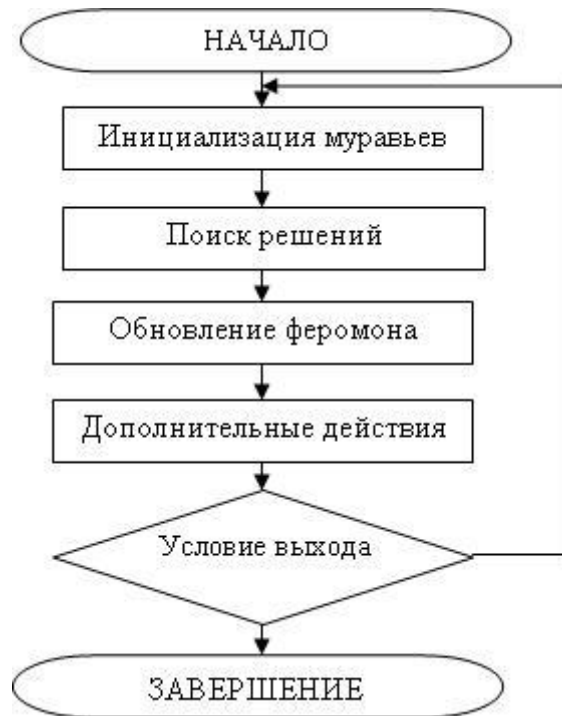 НАЧАЛО
Инициализация муравьев
Поиск решений
Обновление феромона
Дополнительные действия
Условие выхода
ЗАВЕРШЕНИЕ